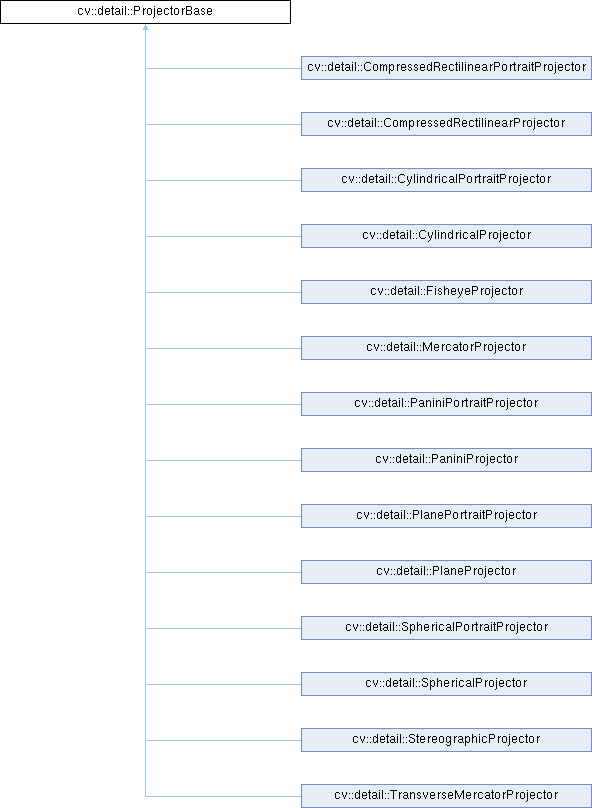 cv::detail::ProjectorBase
cv::detail::CompressedRectilinearPortraitProjector
cv::detail::CompressedRectilinearProjector
cv::detail::CylindricalPortraitProjector
cv::detail::CylindricalProjector
cv::detail::FisheyeProjector
cv::detail::MercatorProjector
cv::detail::PaniniPortraitProjector
cv::detail::PaniniProjector
cv::detail::PlanePortraitProjector
cv::detail::PlaneProjector
cv::detail::SphericalPortraitProjector
cv::detail::SphericalProjector
cv::detail::StereographicProjector
cv::detail::TransverseMercatorProjector